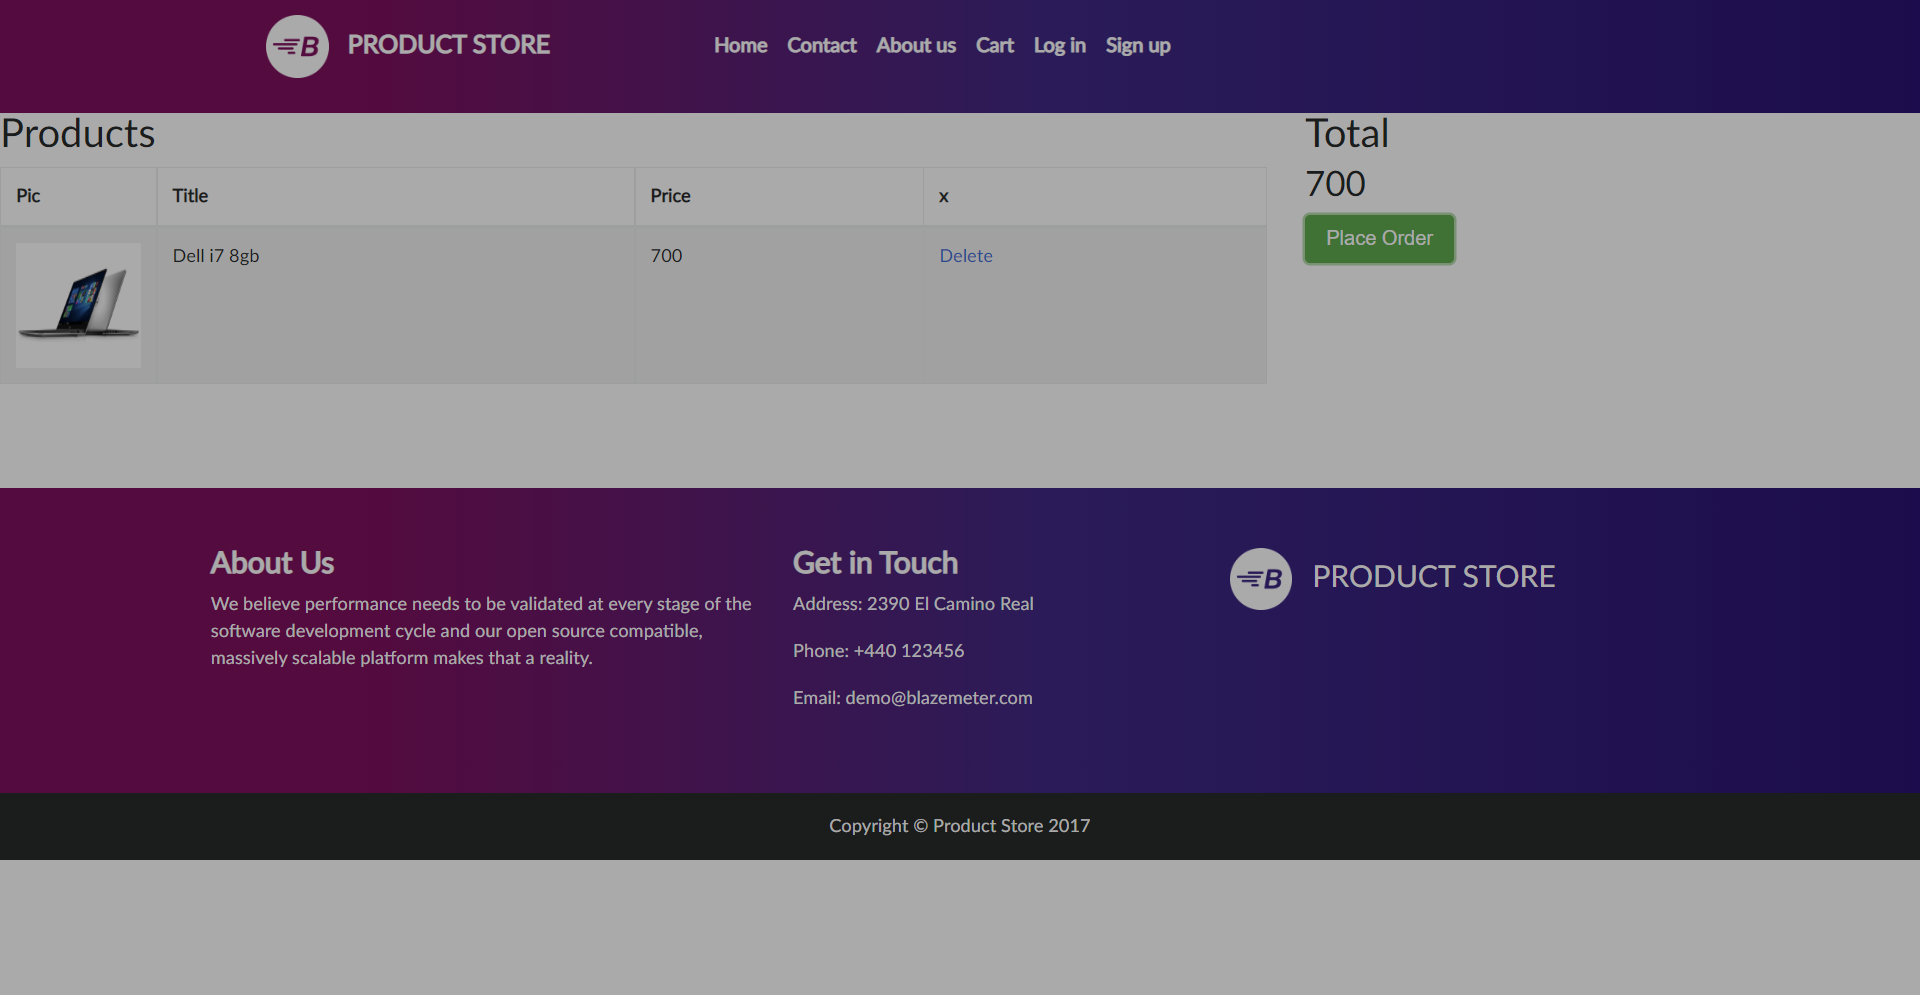 B PRODUCT STORE
Home Contact About us Cart Log in Sign up
Products
Pic Title Price x
Dell i7 8gb 700 Delete
Total
700
Place Order
About Us
We believe performance needs to be validated at every stage of the
software development cycle and our open source compatible,
massively scalable platform makes that a reality.
Get in Touch
Address: 2390 El Camino Real
Phone: +440 123456
Email: demo@blazemeter.com
B PRODUCT STORE
Copyright © Product Store 2017